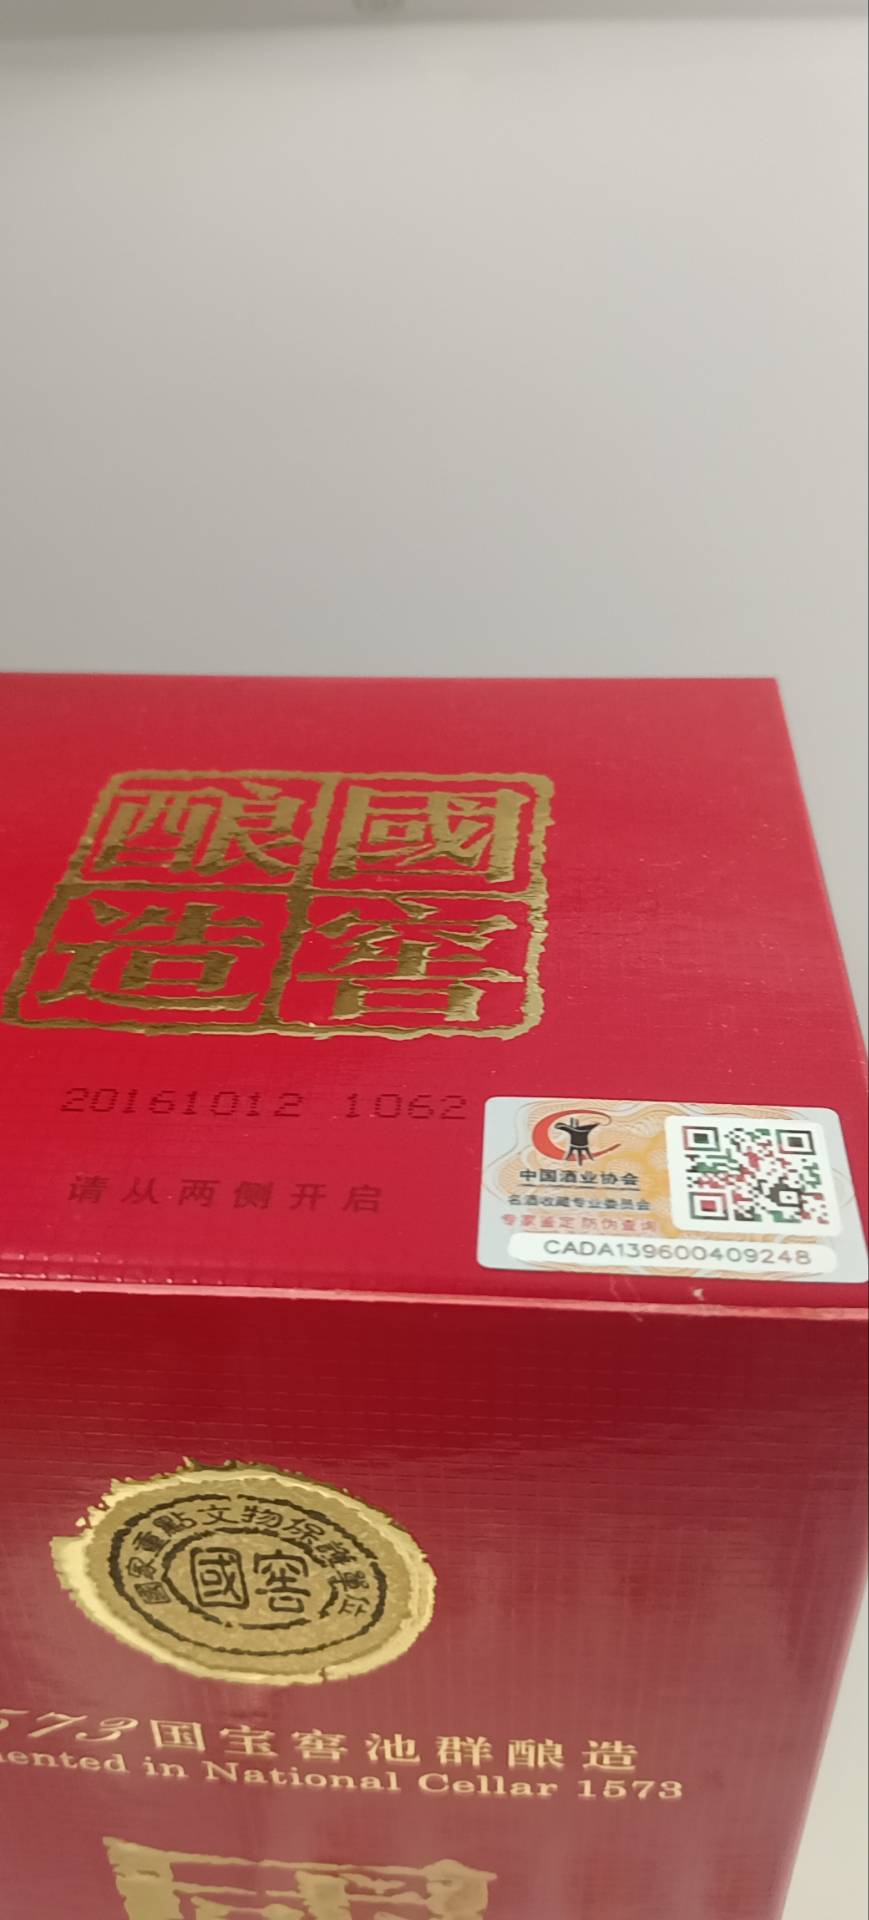 國窖
酿造
20161012 1062
请从两侧开启
中国酒业协会
名酒收藏专业委员会
专家鉴定 防伪查询
CADA139600409248
國家重點文物保護單位
國窖
573国宝窖池群酿造
ented in National Cellar 1573